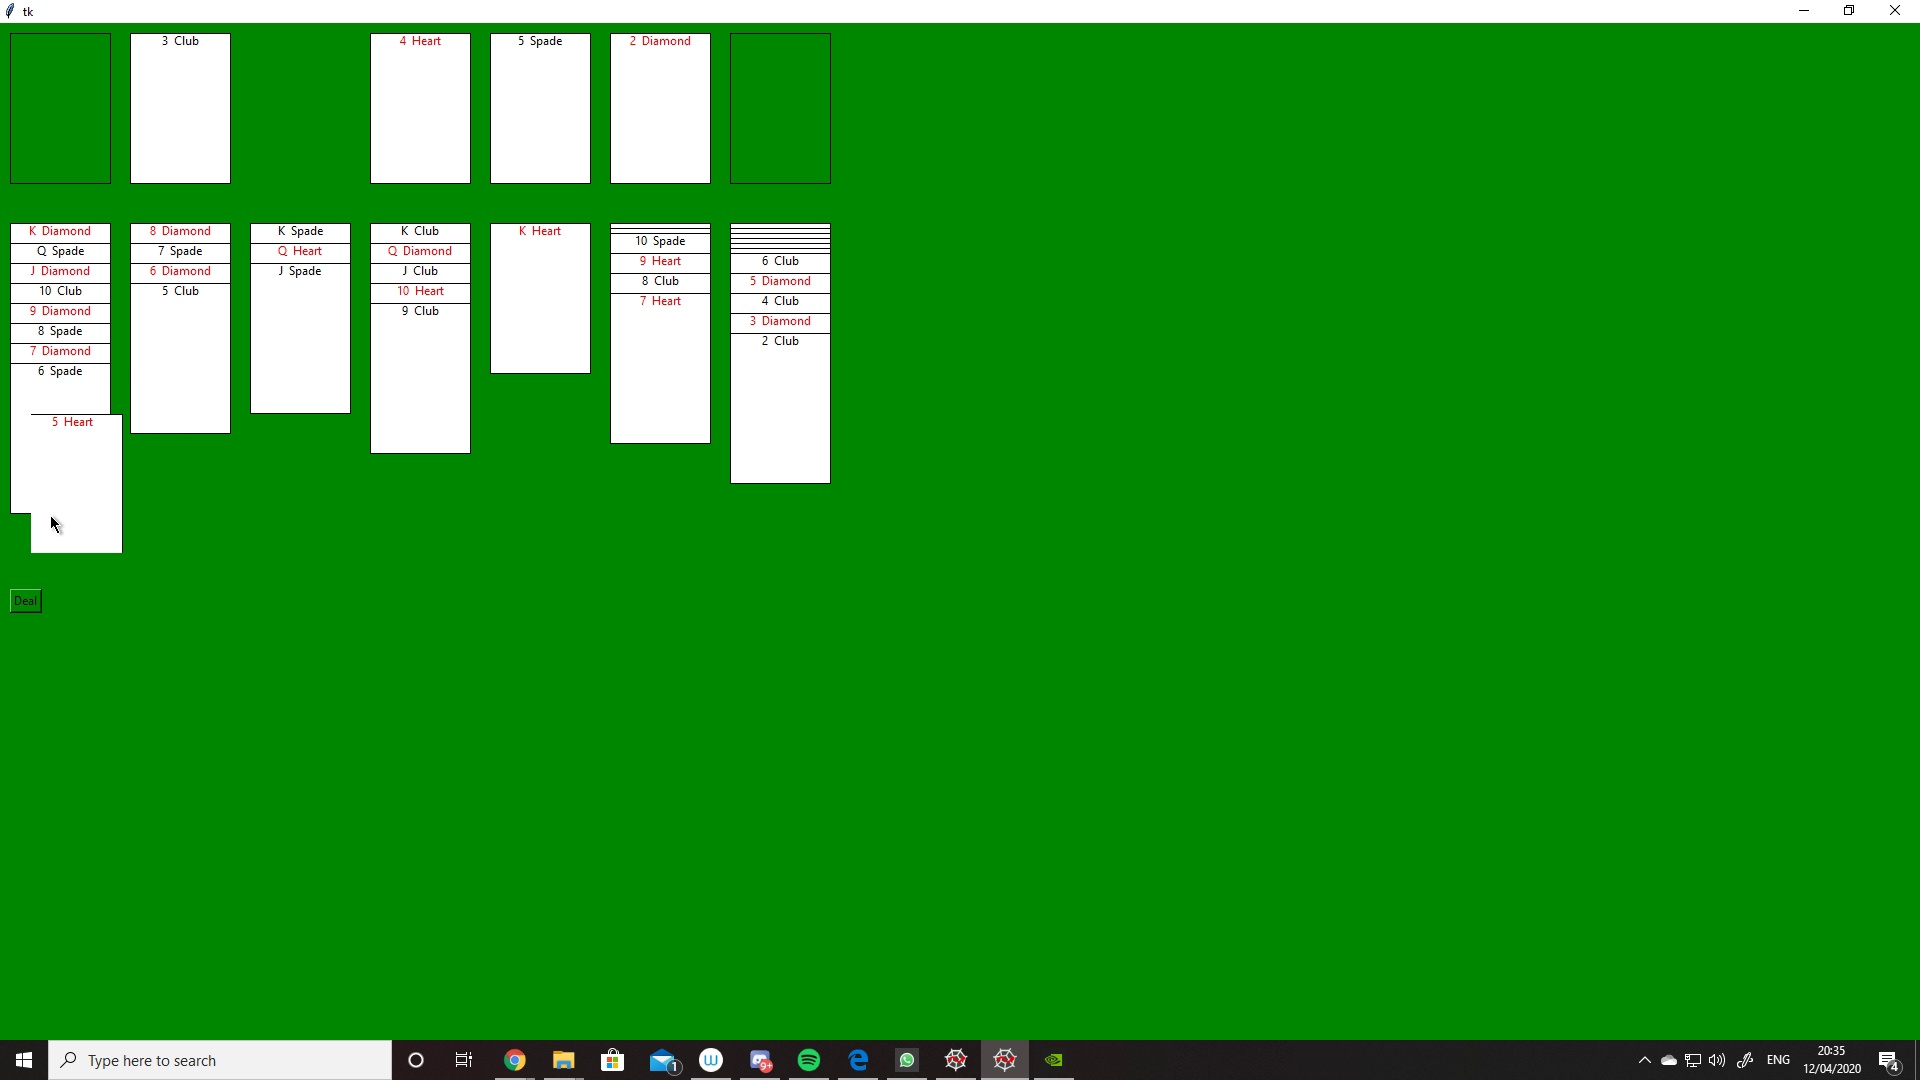 tk
3 Club
4 Heart
5 Spade
2 Diamond
K Diamond
Q Spade
J Diamond
10 Club
9 Diamond
8 Spade
7 Diamond
6 Spade
5 Heart
8 Diamond
7 Spade
6 Diamond
5 Club
K Spade
Q Heart
J Spade
K Club
Q Diamond
J Club
10 Heart
9 Club
K Heart
10 Spade
9 Heart
8 Club
7 Heart
6 Club
5 Diamond
4 Club
3 Diamond
2 Club
Deal
Type here to search
1
W
9+
ENG
20:35
12/04/2020
4